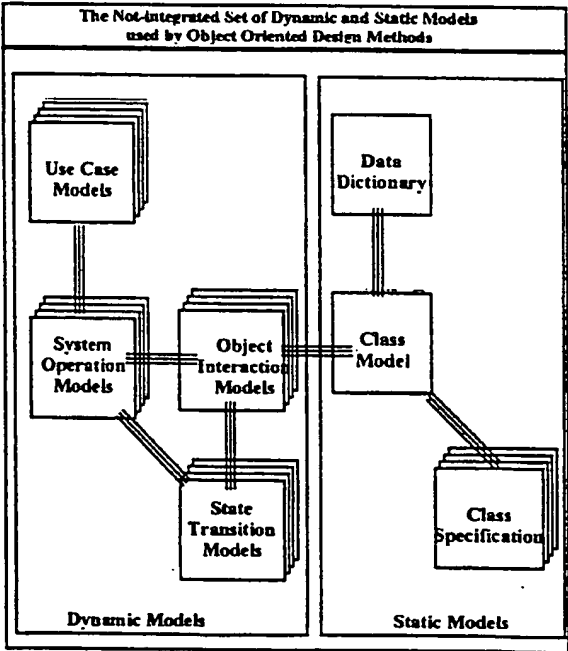 The Not-integrated Set of Dynamic and Static Models
used by Object Oriented Design Methods
Use Case
Models
Data
Dictionary
System
Operation
Models
Object
Interaction
Models
Class
Model
State
Transition
Models
Class
Specification
Dynamic Models
Static Models